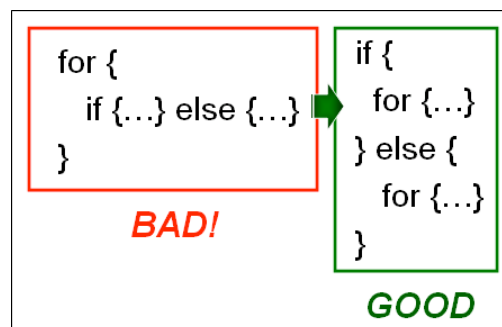 for {
if {…} else {…}
}
BAD!
if {
for {…}
} else {
for {…}
}
GOOD